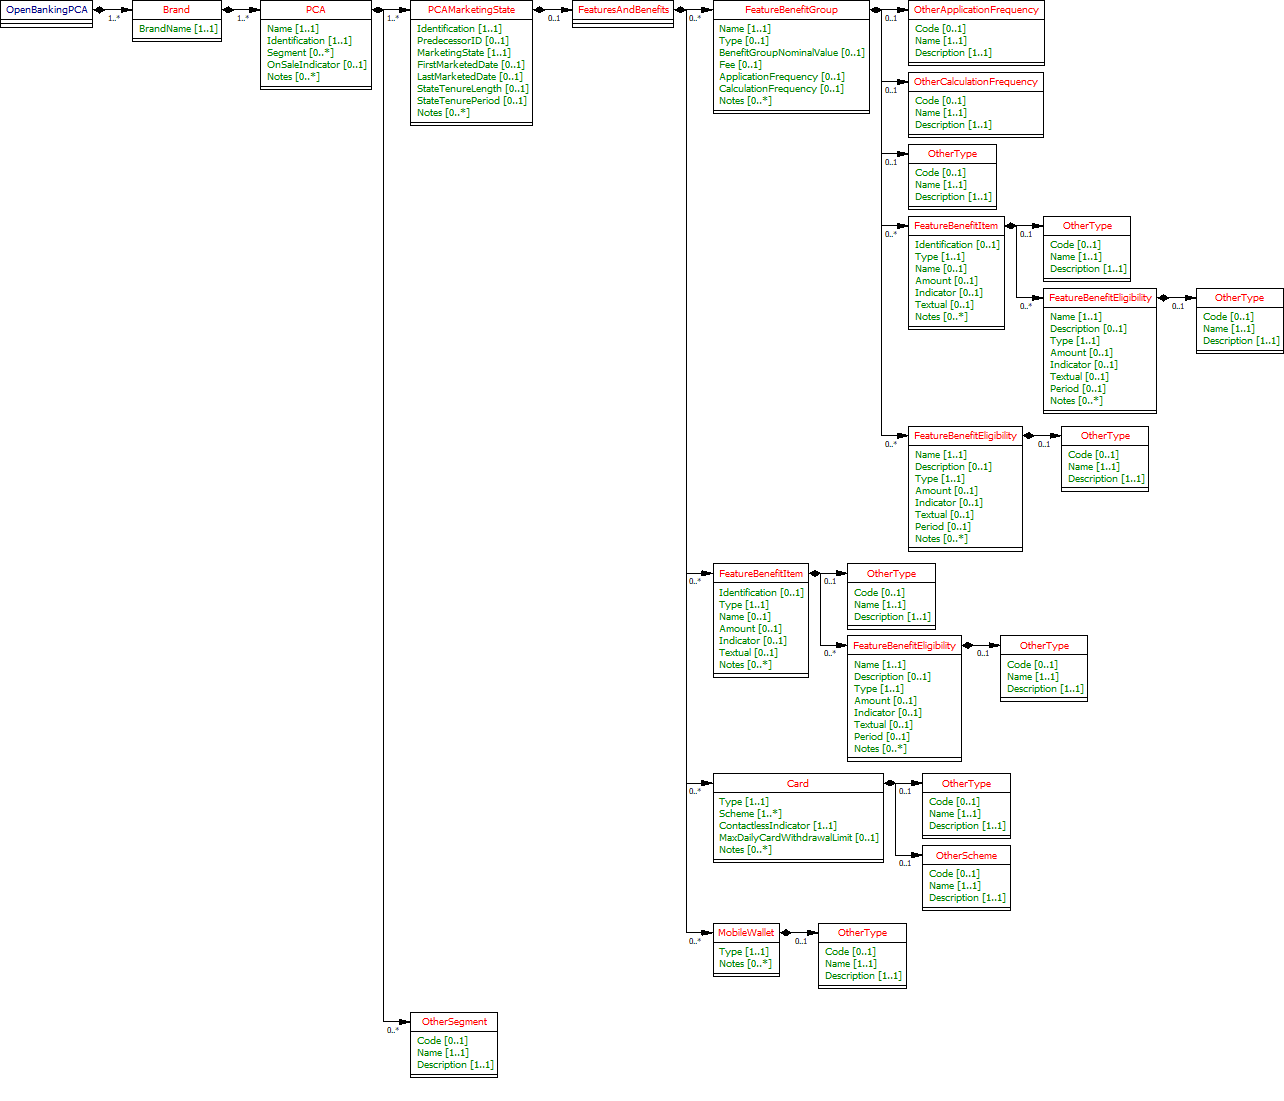 OpenBankingPCA
1..*
Brand
BrandName [1..1]
1..*
PCA
Name [1..1]
Identification [1..1]
Segment [0..*]
OnSaleIndicator [0..1]
Notes [0..*]
1..*
PCAMarketingState
Identification [1..1]
PredecessorID [0..1]
MarketingState [1..1]
FirstMarketedDate [0..1]
LastMarketedDate [0..1]
StateTenureLength [0..1]
StateTenurePeriod [0..1]
Notes [0..*]
0..1
FeaturesAndBenefits
0..*
FeatureBenefitGroup
Name [1..1]
Type [0..1]
BenefitGroupNominalValue [0..1]
Fee [0..1]
ApplicationFrequency [0..1]
CalculationFrequency [0..1]
Notes [0..*]
0..1
OtherApplicationFrequency
Code [0..1]
Name [1..1]
Description [1..1]
0..1
OtherCalculationFrequency
Code [0..1]
Name [1..1]
Description [1..1]
0..1
OtherType
Code [0..1]
Name [1..1]
Description [1..1]
0..*
FeatureBenefitItem
Identification [0..1]
Type [1..1]
Name [0..1]
Amount [0..1]
Indicator [0..1]
Textual [0..1]
Notes [0..*]
0..1
OtherType
Code [0..1]
Name [1..1]
Description [1..1]
0..*
FeatureBenefitEligibility
Name [1..1]
Description [0..1]
Type [1..1]
Amount [0..1]
Indicator [0..1]
Textual [0..1]
Period [0..1]
Notes [0..*]
0..1
OtherType
Code [0..1]
Name [1..1]
Description [1..1]
0..*
FeatureBenefitEligibility
Name [1..1]
Description [0..1]
Type [1..1]
Amount [0..1]
Indicator [0..1]
Textual [0..1]
Period [0..1]
Notes [0..*]
0..1
OtherType
Code [0..1]
Name [1..1]
Description [1..1]
0..*
FeatureBenefitItem
Identification [0..1]
Type [1..1]
Name [0..1]
Amount [0..1]
Indicator [0..1]
Textual [0..1]
Notes [0..*]
0..1
OtherType
Code [0..1]
Name [1..1]
Description [1..1]
0..*
FeatureBenefitEligibility
Name [1..1]
Description [0..1]
Type [1..1]
Amount [0..1]
Indicator [0..1]
Textual [0..1]
Period [0..1]
Notes [0..*]
0..1
OtherType
Code [0..1]
Name [1..1]
Description [1..1]
0..*
Card
Type [1..1]
Scheme [1..*]
ContactlessIndicator [1..1]
MaxDailyCardWithdrawalLimit [0..1]
Notes [0..*]
0..1
OtherType
Code [0..1]
Name [1..1]
Description [1..1]
0..1
OtherScheme
Code [0..1]
Name [1..1]
Description [1..1]
0..*
MobileWallet
Type [1..1]
Notes [0..*]
0..1
OtherType
Code [0..1]
Name [1..1]
Description [1..1]
0..*
OtherSegment
Code [0..1]
Name [1..1]
Description [1..1]